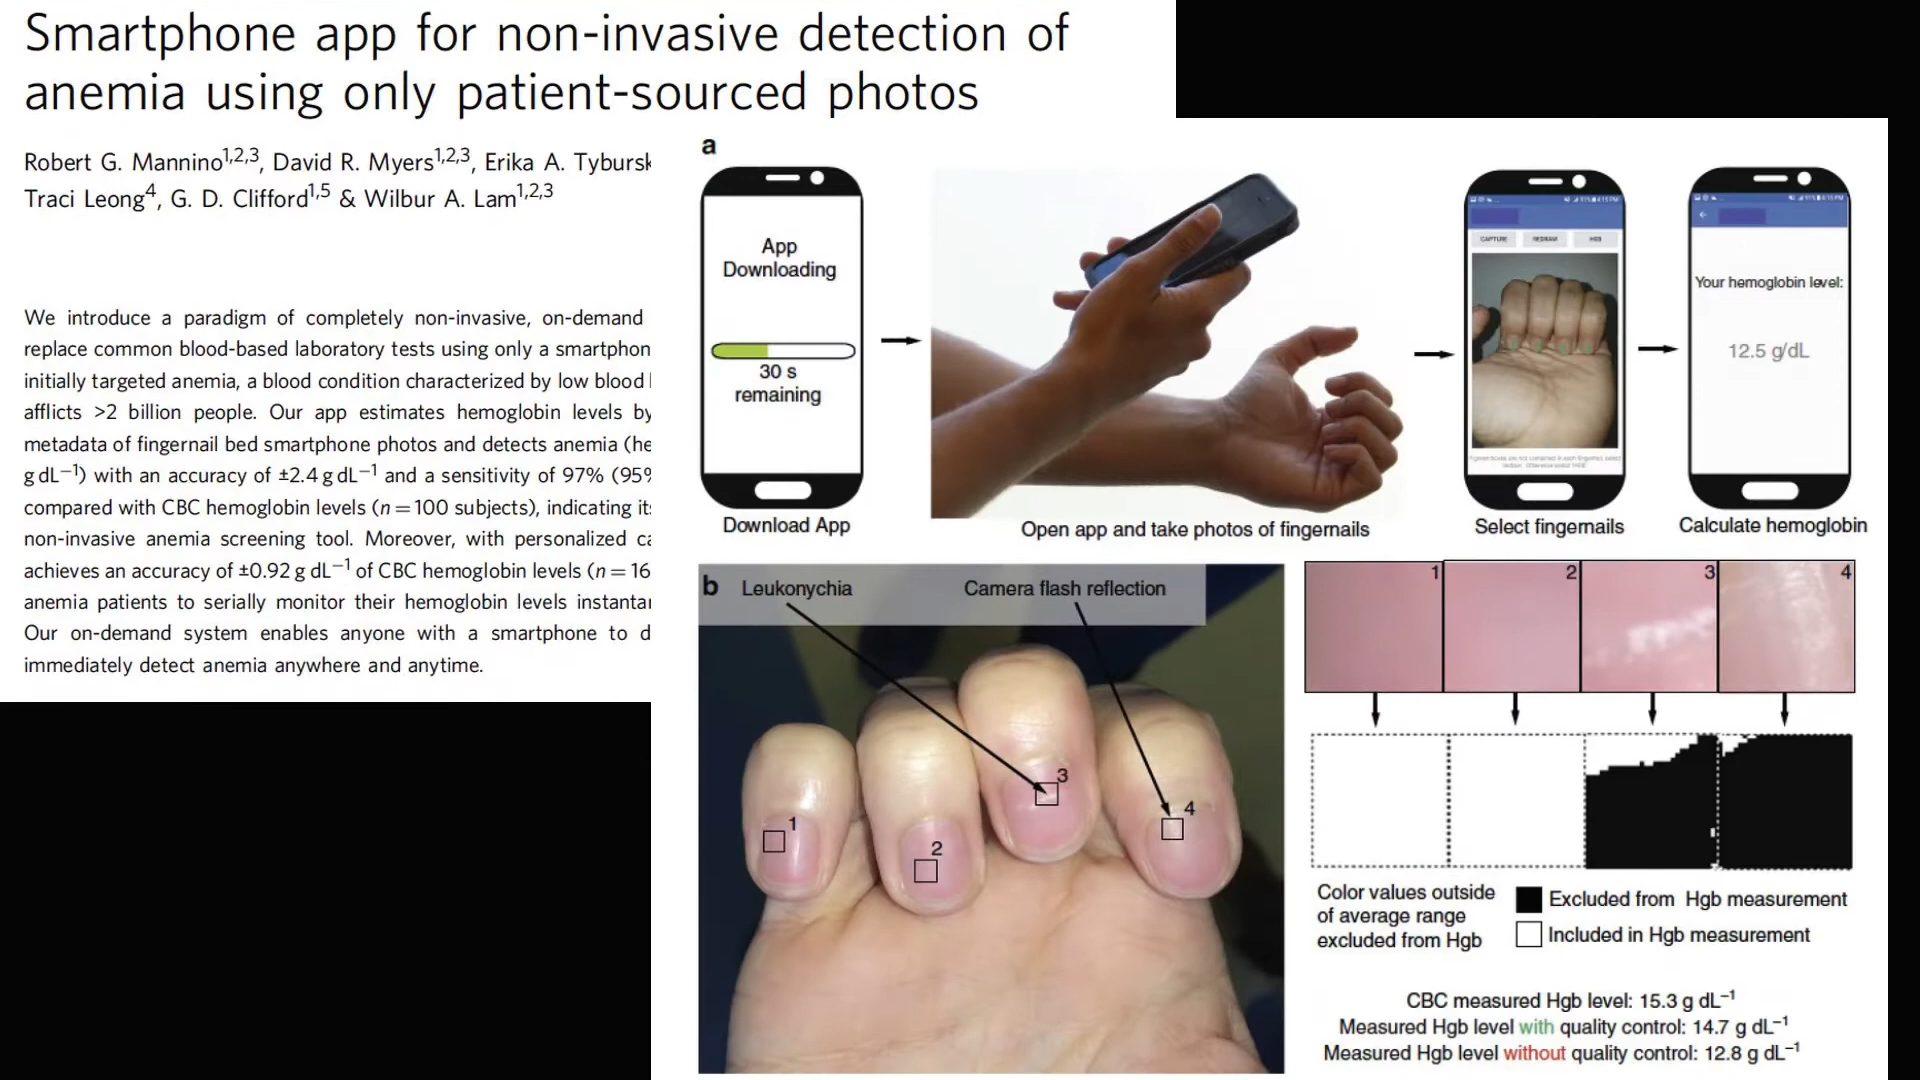 Smartphone app for non-invasive detection of
anemia using only patient-sourced photos
Robert G. Mannino1,2,3, David R. Myers1,2,3, Erika A. Tybursk
Traci Leong4, G. D. Clifford1,5 & Wilbur A. Lam1,2,3
We introduce a paradigm of completely non-invasive, on-demand
replace common blood-based laboratory tests using only a smartphon
initially targeted anemia, a blood condition characterized by low blood
afflicts >2 billion people. Our app estimates hemoglobin levels by
metadata of fingernail bed smartphone photos and detects anemia (he
g dL−1) with an accuracy of ±2.4 g dL−1 and a sensitivity of 97% (95%
compared with CBC hemoglobin levels (n = 100 subjects), indicating its
non-invasive anemia screening tool. Moreover, with personalized ca
achieves an accuracy of ±0.92 g dL−1 of CBC hemoglobin levels (n = 16
anemia patients to serially monitor their hemoglobin levels instantan
Our on-demand system enables anyone with a smartphone to d
immediately detect anemia anywhere and anytime.
a
App
Downloading
30 s
remaining
Download App
Open app and take photos of fingernails
CAPTURE REDRAW HGB
Select fingernails
Your hemoglobin level:
12.5 g/dL
Calculate hemoglobin
b
Leukonychia
Camera flash reflection
1
2
3
4
1
2
3
4
Color values outside
of average range
excluded from Hgb
Excluded from Hgb measurement
Included in Hgb measurement
CBC measured Hgb level: 15.3 g dL−1
Measured Hgb level with quality control: 14.7 g dL−1
Measured Hgb level without quality control: 12.8 g dL−1